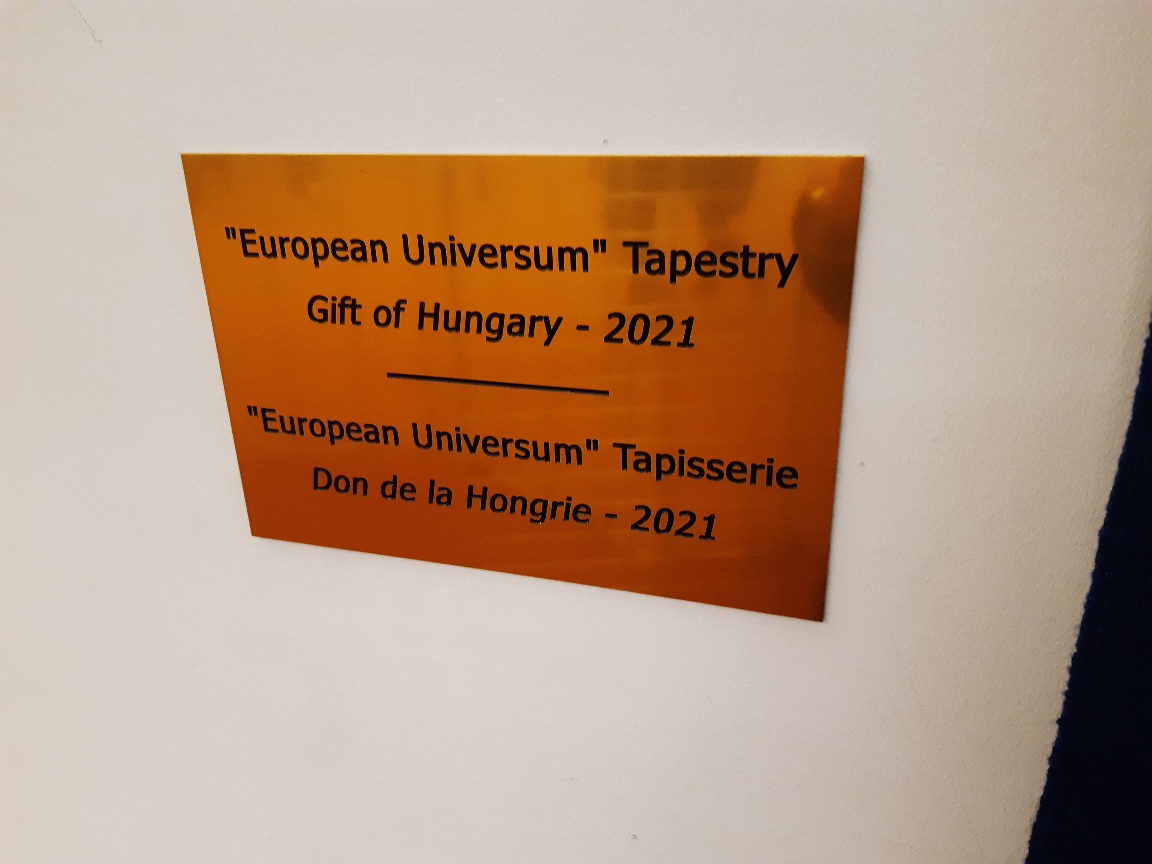 "European Universum" Tapestry
Gift of Hungary - 2021
"European Universum" Tapisserie
Don de la Hongrie - 2021